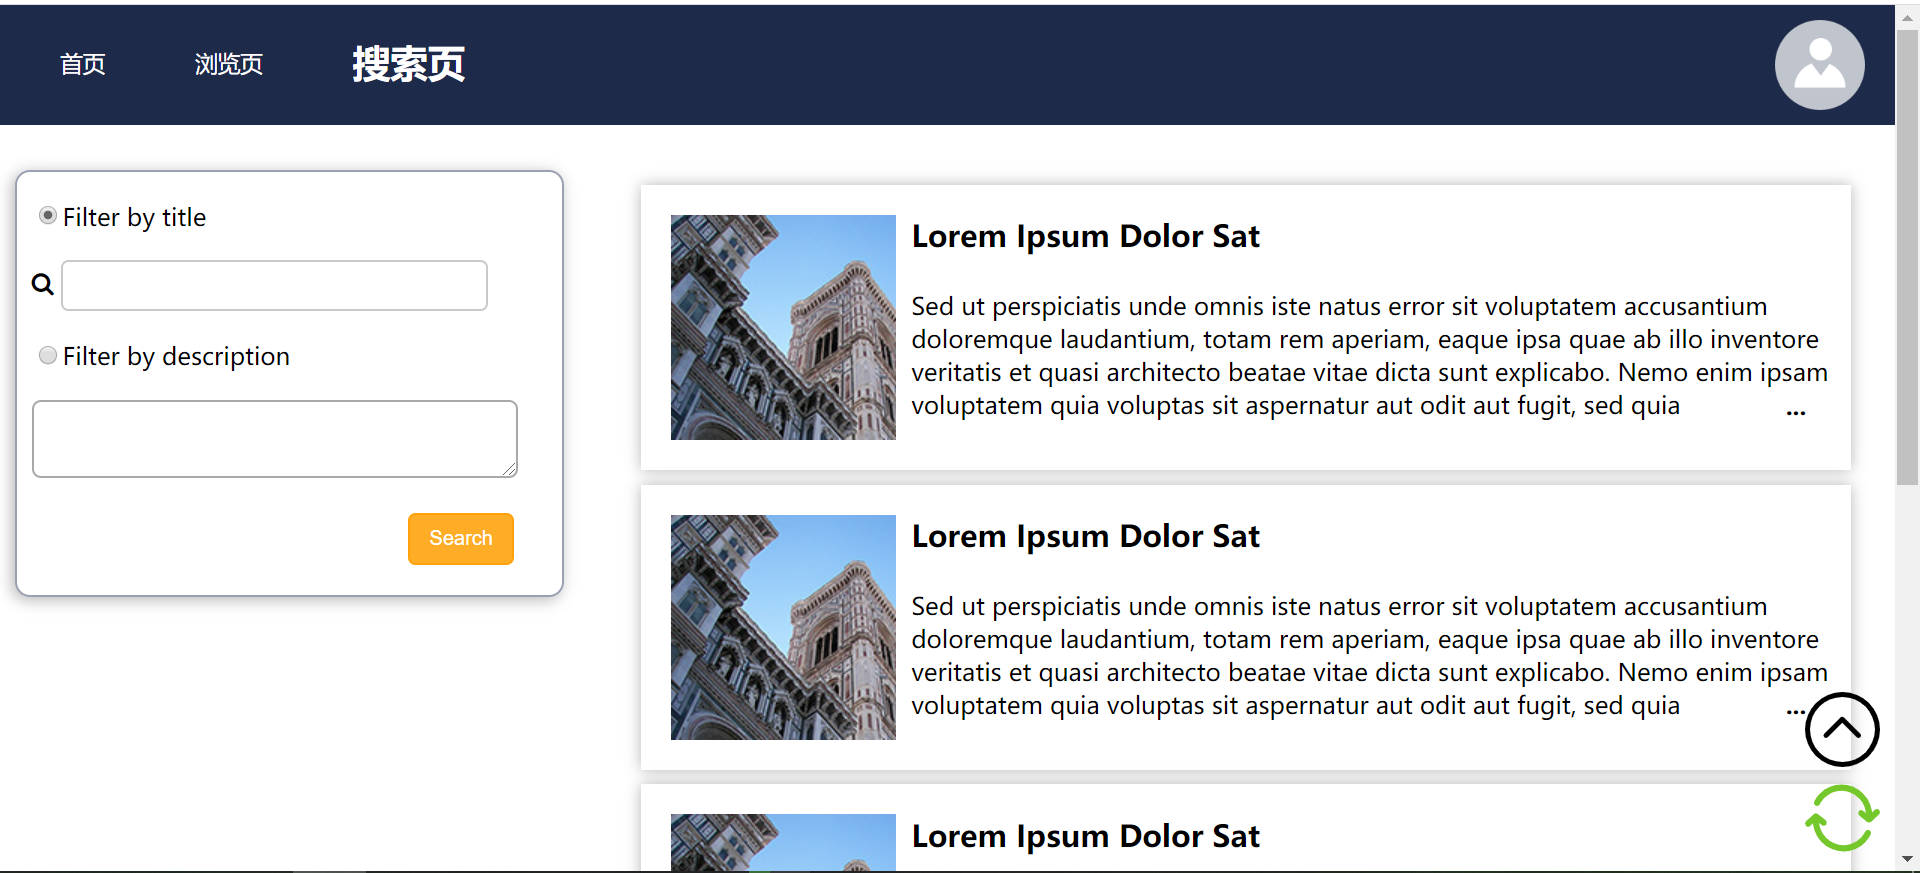 首页 浏览页 搜索页
Filter by title
Filter by description
Search
Lorem Ipsum Dolor Sat
Sed ut perspiciatis unde omnis iste natus error sit voluptatem accusantium
doloremque laudantium, totam rem aperiam, eaque ipsa quae ab illo inventore
veritatis et quasi architecto beatae vitae dicta sunt explicabo. Nemo enim ipsam
voluptatem quia voluptas sit aspernatur aut odit aut fugit, sed quia ...
Lorem Ipsum Dolor Sat
Sed ut perspiciatis unde omnis iste natus error sit voluptatem accusantium
doloremque laudantium, totam rem aperiam, eaque ipsa quae ab illo inventore
veritatis et quasi architecto beatae vitae dicta sunt explicabo. Nemo enim ipsam
voluptatem quia voluptas sit aspernatur aut odit aut fugit, sed quia ...
Lorem Ipsum Dolor Sat